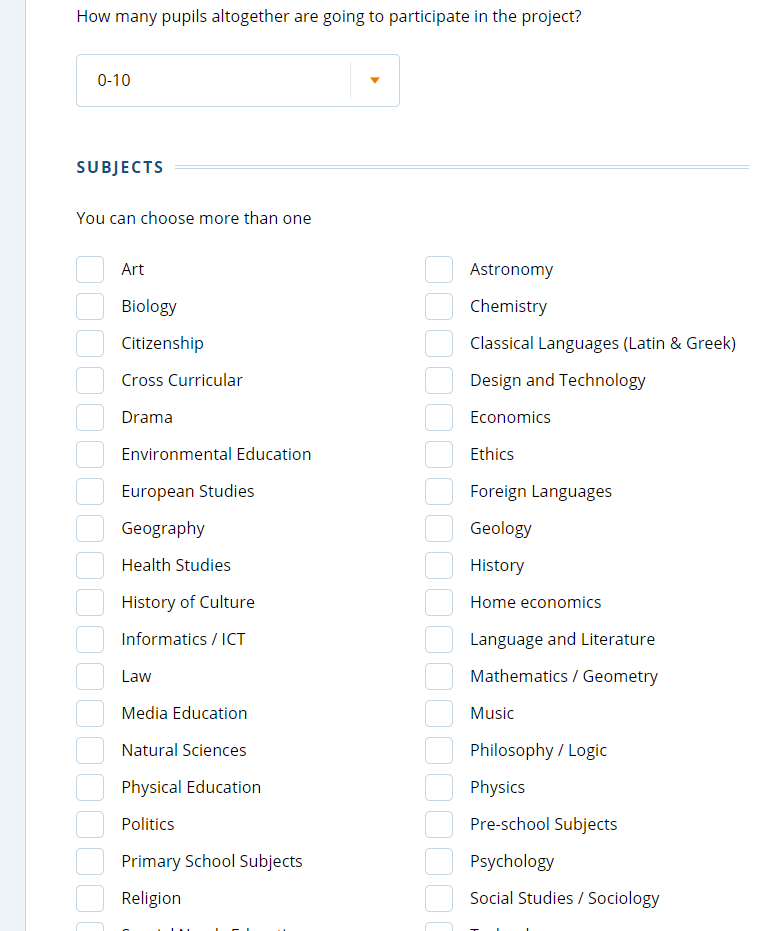 How many pupils altogether are going to participate in the project?
0-10
SUBJECTS
You can choose more than one
Art
Astronomy
Biology
Chemistry
Citizenship
Classical Languages (Latin & Greek)
Cross Curricular
Design and Technology
Drama
Economics
Environmental Education
Ethics
European Studies
Foreign Languages
Geography
Geology
Health Studies
History
History of Culture
Home economics
Informatics / ICT
Language and Literature
Law
Mathematics / Geometry
Media Education
Music
Natural Sciences
Philosophy / Logic
Physical Education
Physics
Politics
Pre-school Subjects
Primary School Subjects
Psychology
Religion
Social Studies / Sociology